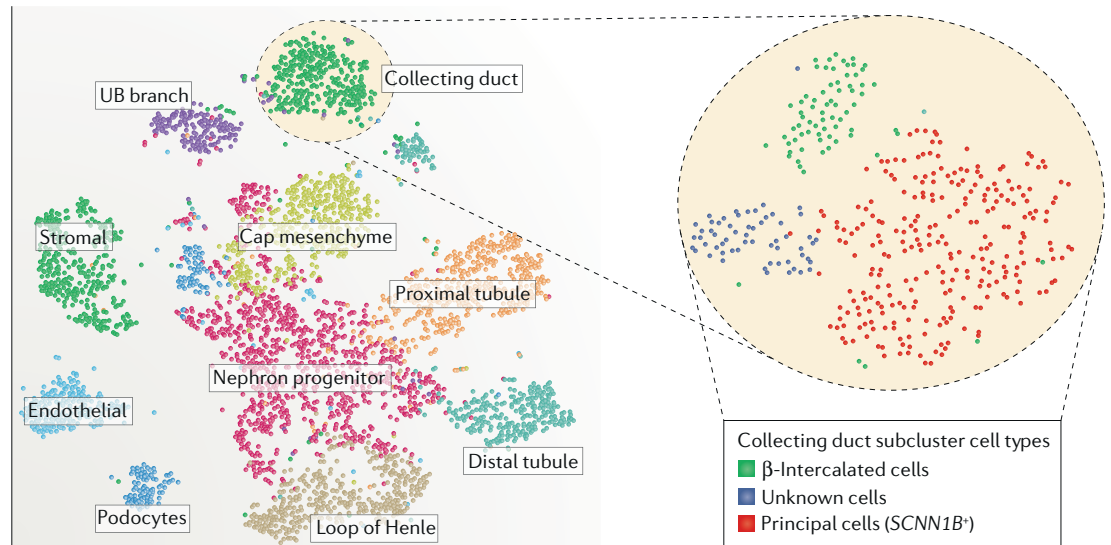 Collecting duct
UB branch
Stromal
Cap mesenchyme
Proximal tubule
Nephron progenitor
Endothelial
Distal tubule
Podocytes
Loop of Henle
Collecting duct subcluster cell types
β-Intercalated cells
Unknown cells
Principal cells (SCNN1B⁺)